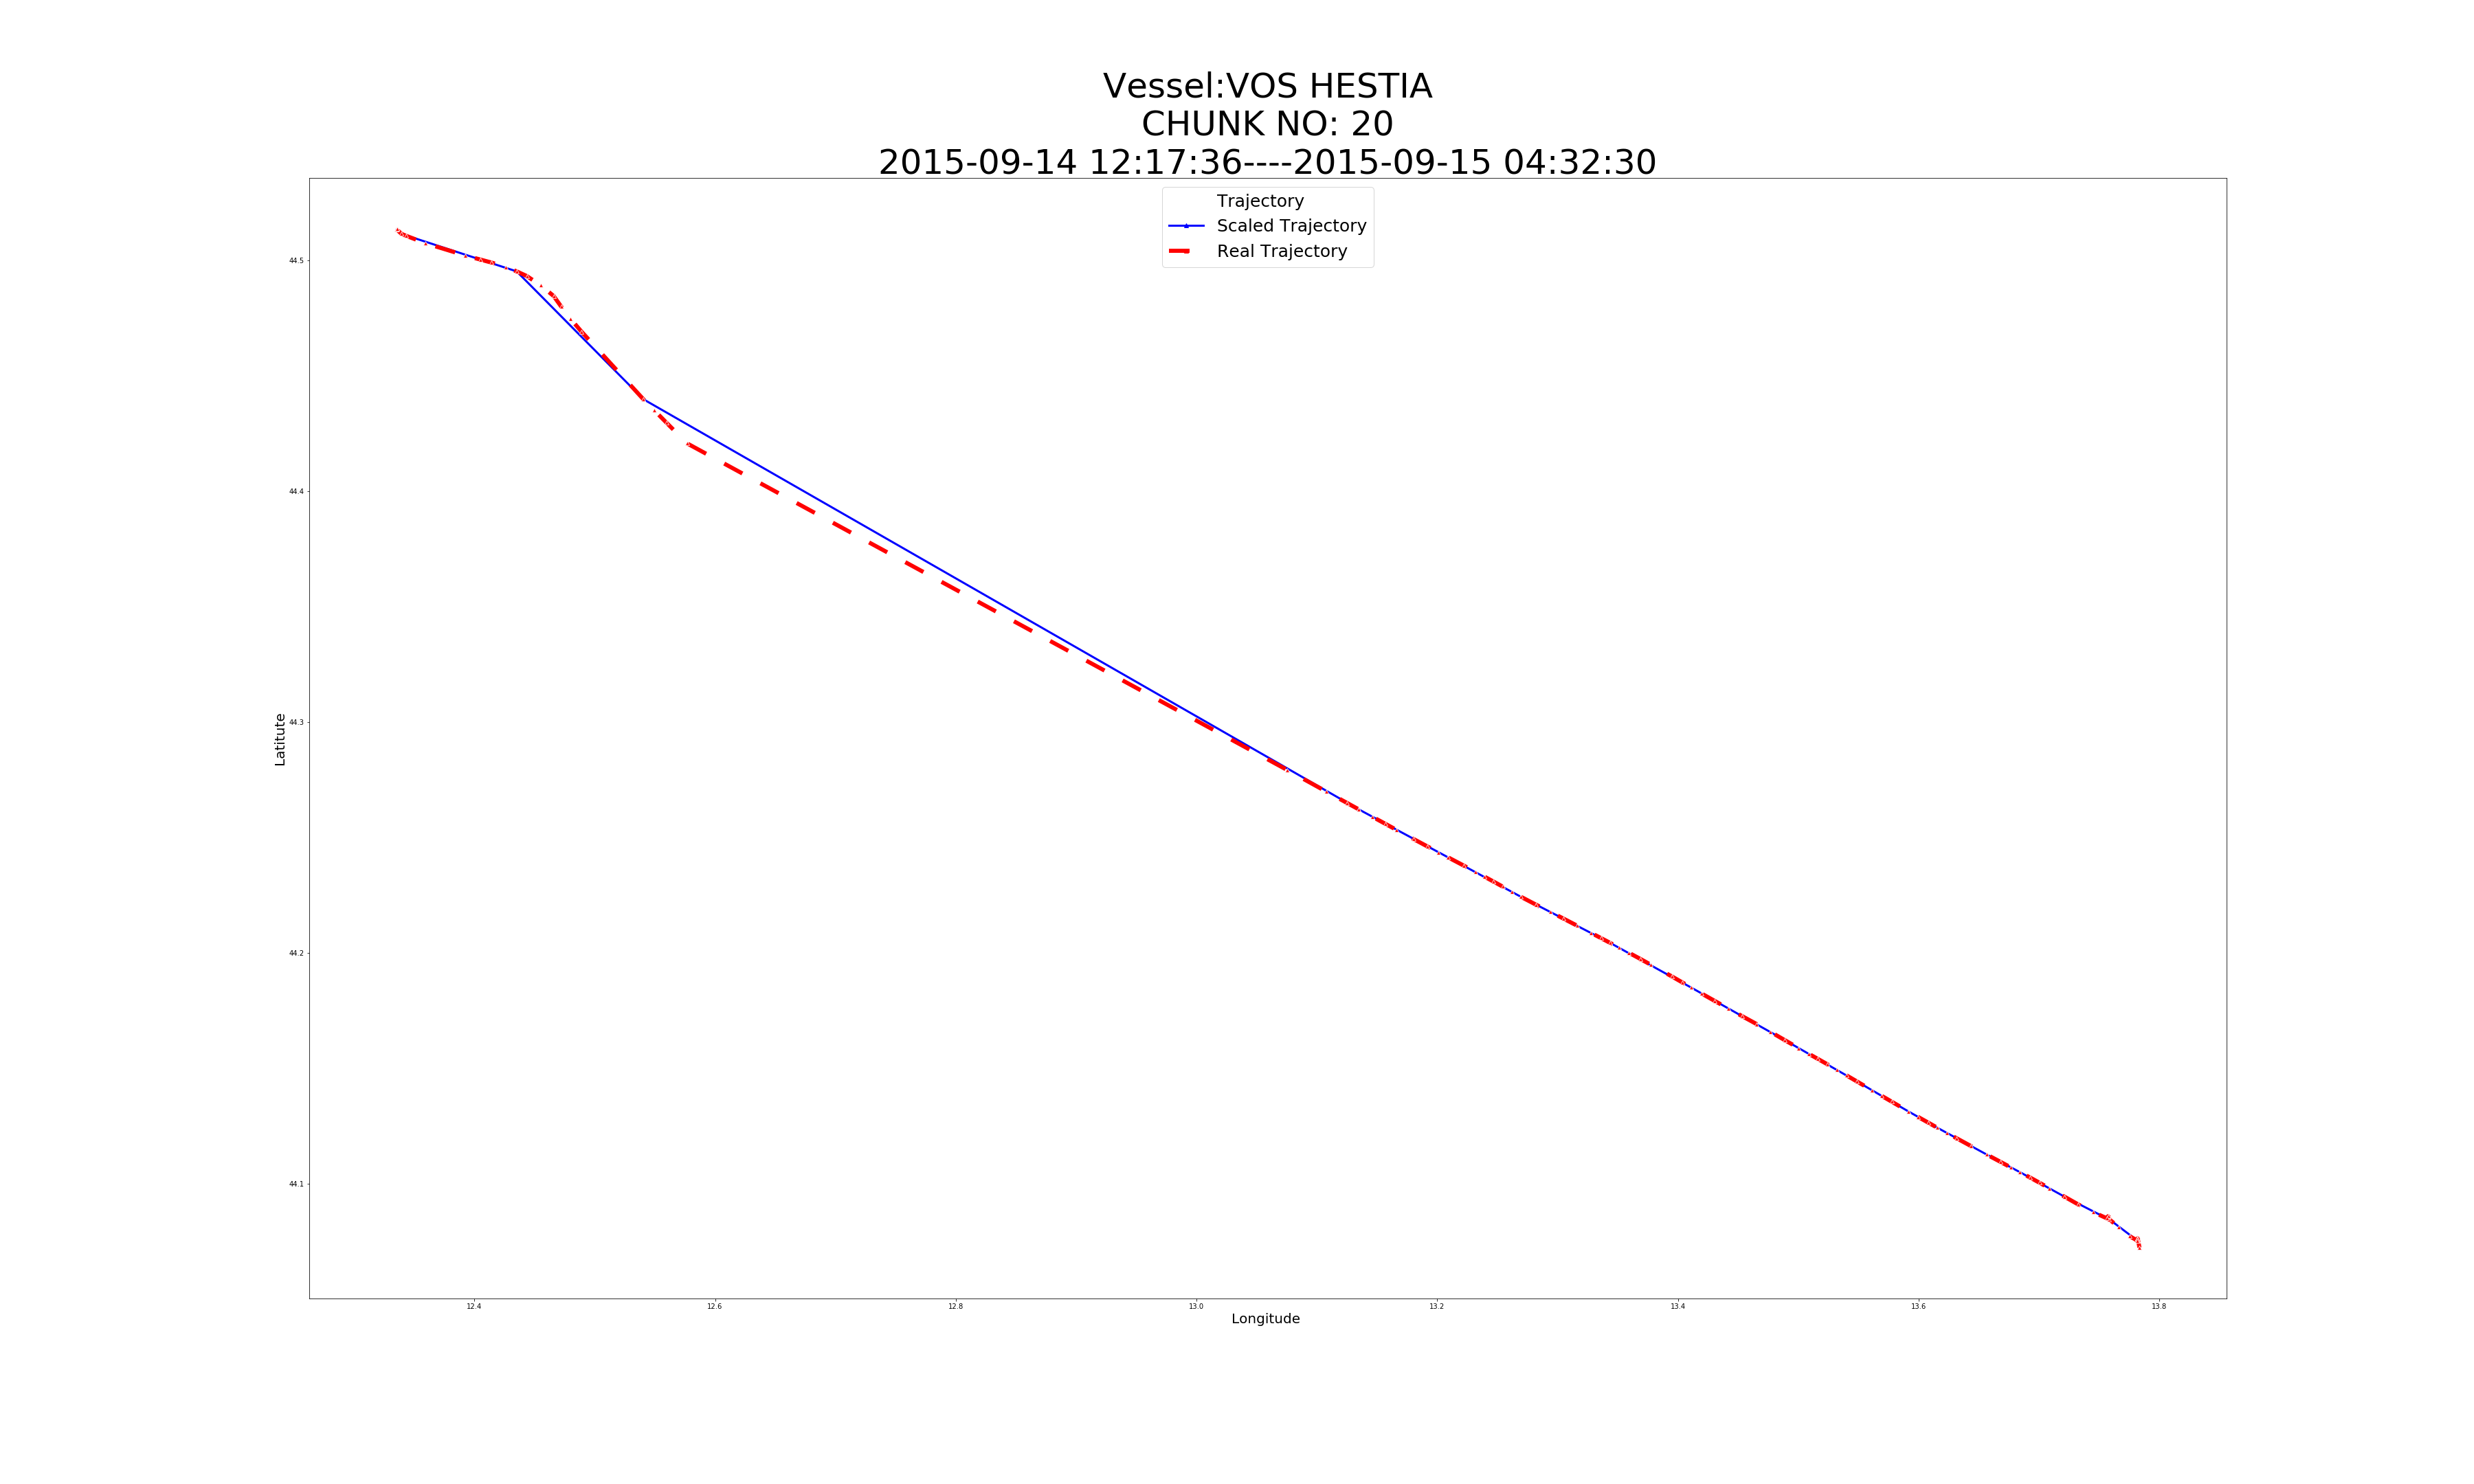 Vessel:VOS HESTIA
CHUNK NO: 20
2015-09-14 12:17:36----2015-09-15 04:32:30
Trajectory
Scaled Trajectory
Real Trajectory
44.5
44.4
44.3
44.2
44.1
Latitute
12.4 12.6 12.8 13.0 13.2 13.4 13.6 13.8
Longitude